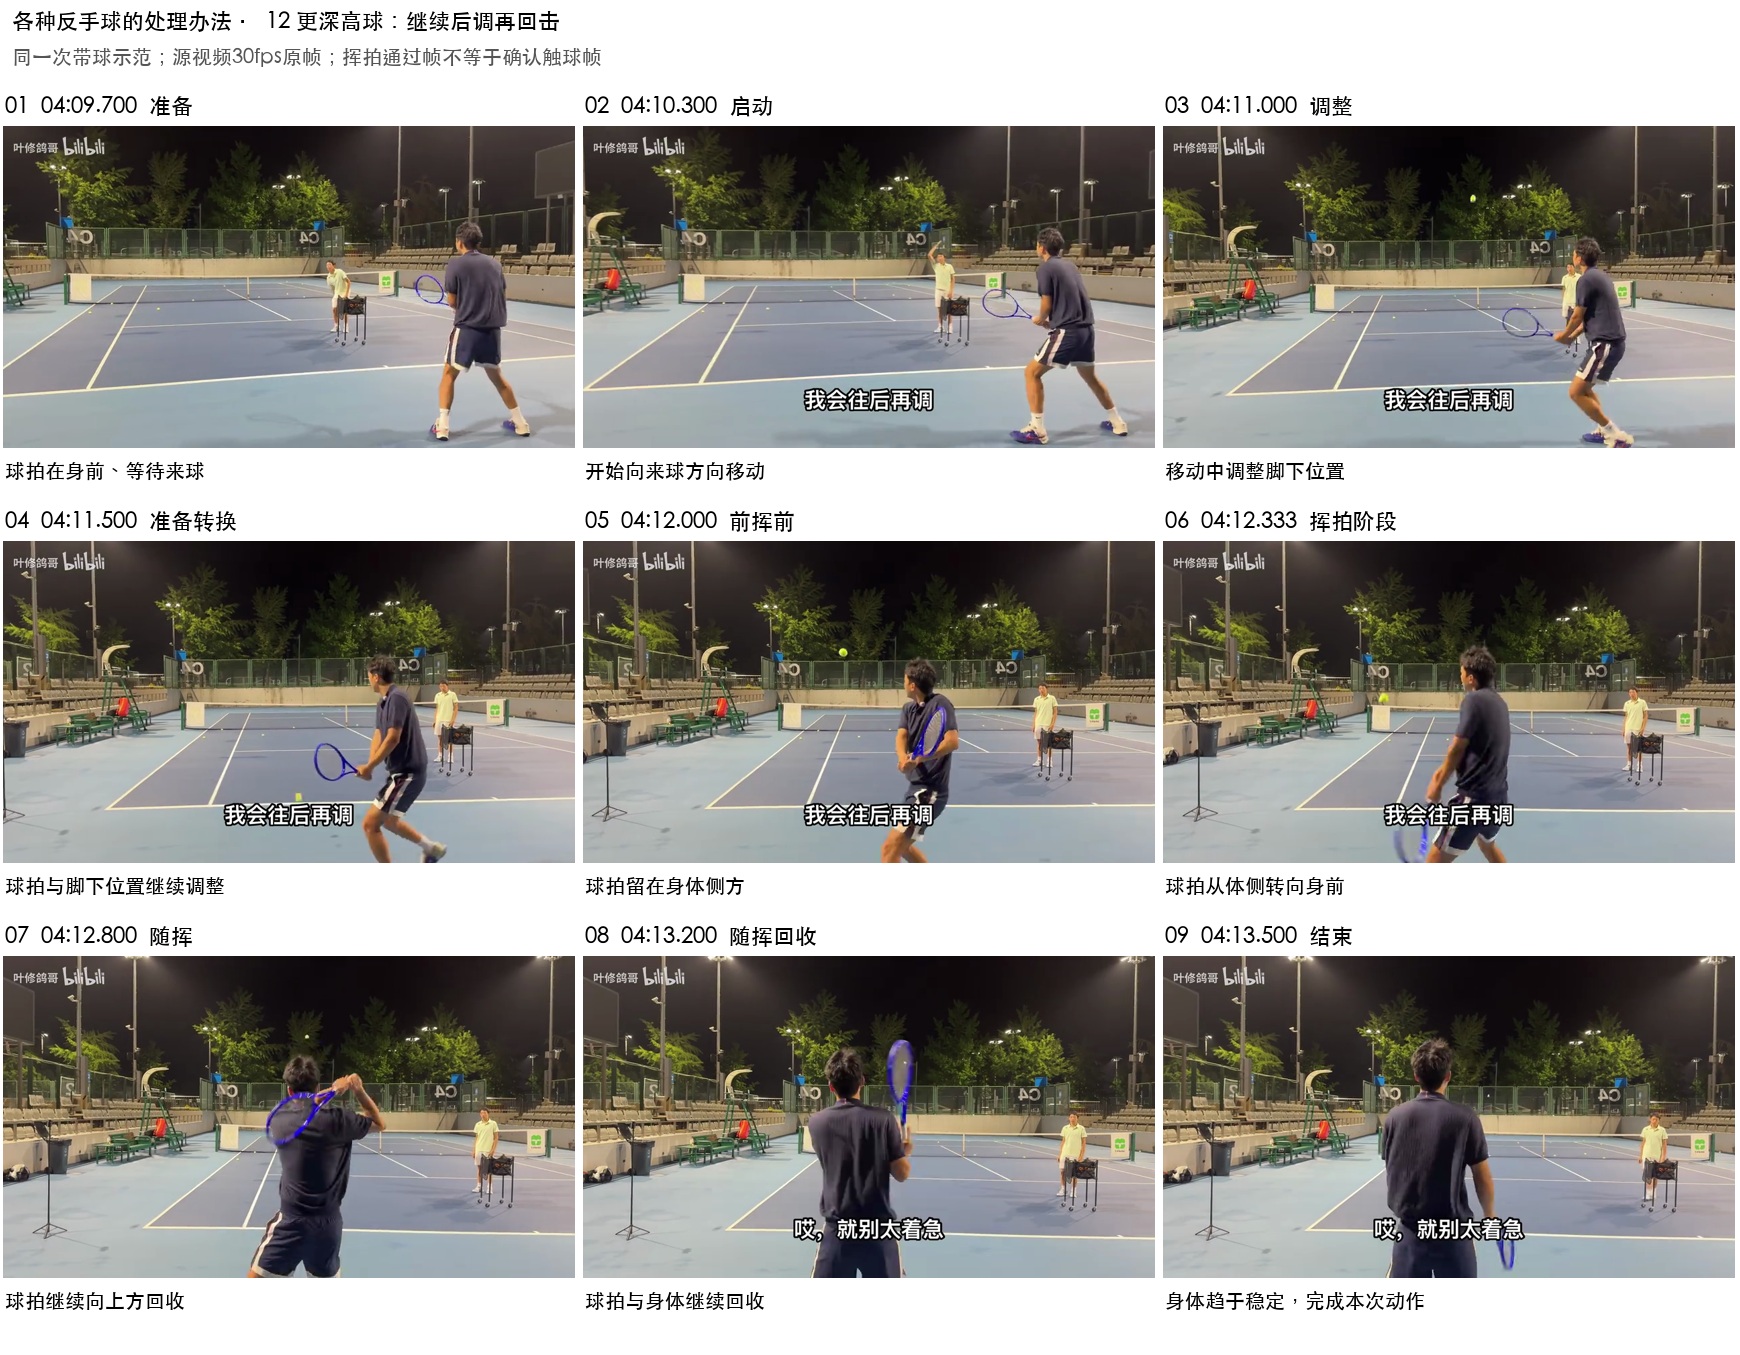 各种反手球的处理办法· 12 更深高球：继续后调再回击
同一次带球示范；源视频30fps原帧；挥拍通过帧不等于确认触球帧
01 04:09.700 准备
02 04:10.300 启动
03 04:11.000 调整
叶修鸽哥 bilibili
叶修鸽哥 bilibili
叶修鸽哥 bilibili
C4
C4
C4
我会往后再调
我会往后再调
球拍在身前、等待来球
开始向来球方向移动
移动中调整脚下位置
04 04:11.500 准备转换
05 04:12.000 前挥前
06 04:12.333 挥拍阶段
叶修鸽哥 bilibili
叶修鸽哥 bilibili
叶修鸽哥 bilibili
C4
C4
我会往后再调
我会往后再调
我会往后再调
球拍与脚下位置继续调整
球拍留在身体侧方
球拍从体侧转向身前
07 04:12.800 随挥
08 04:13.200 随挥回收
09 04:13.500 结束
叶修鸽哥 bilibili
叶修鸽哥 bilibili
叶修鸽哥 bilibili
C4
C4
C4
哎，就别太着急
哎，就别太着急
球拍继续向上方回收
球拍与身体继续回收
身体趋于稳定，完成本次动作